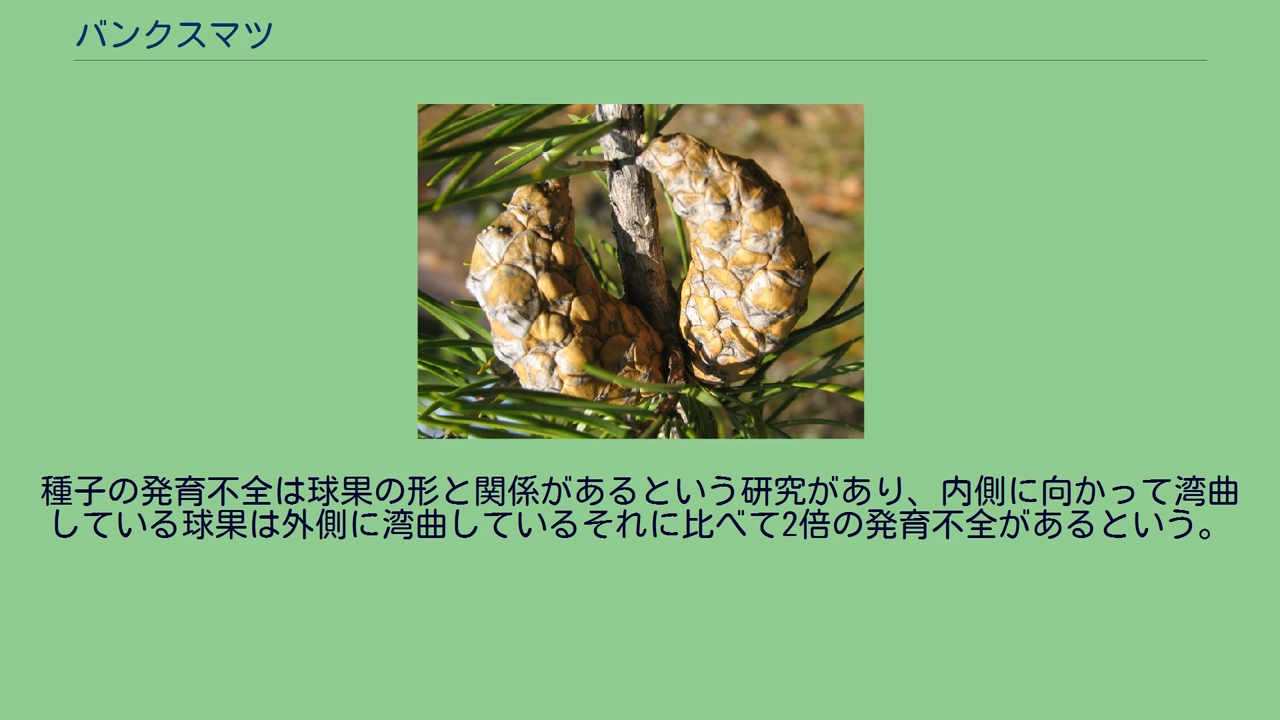 バンクスマツ
種子の発育不全は球果の形と関係があるという研究があり、内側に向かって湾曲
している球果は外側に湾曲しているそれに比べて2倍の発育不全があるという。